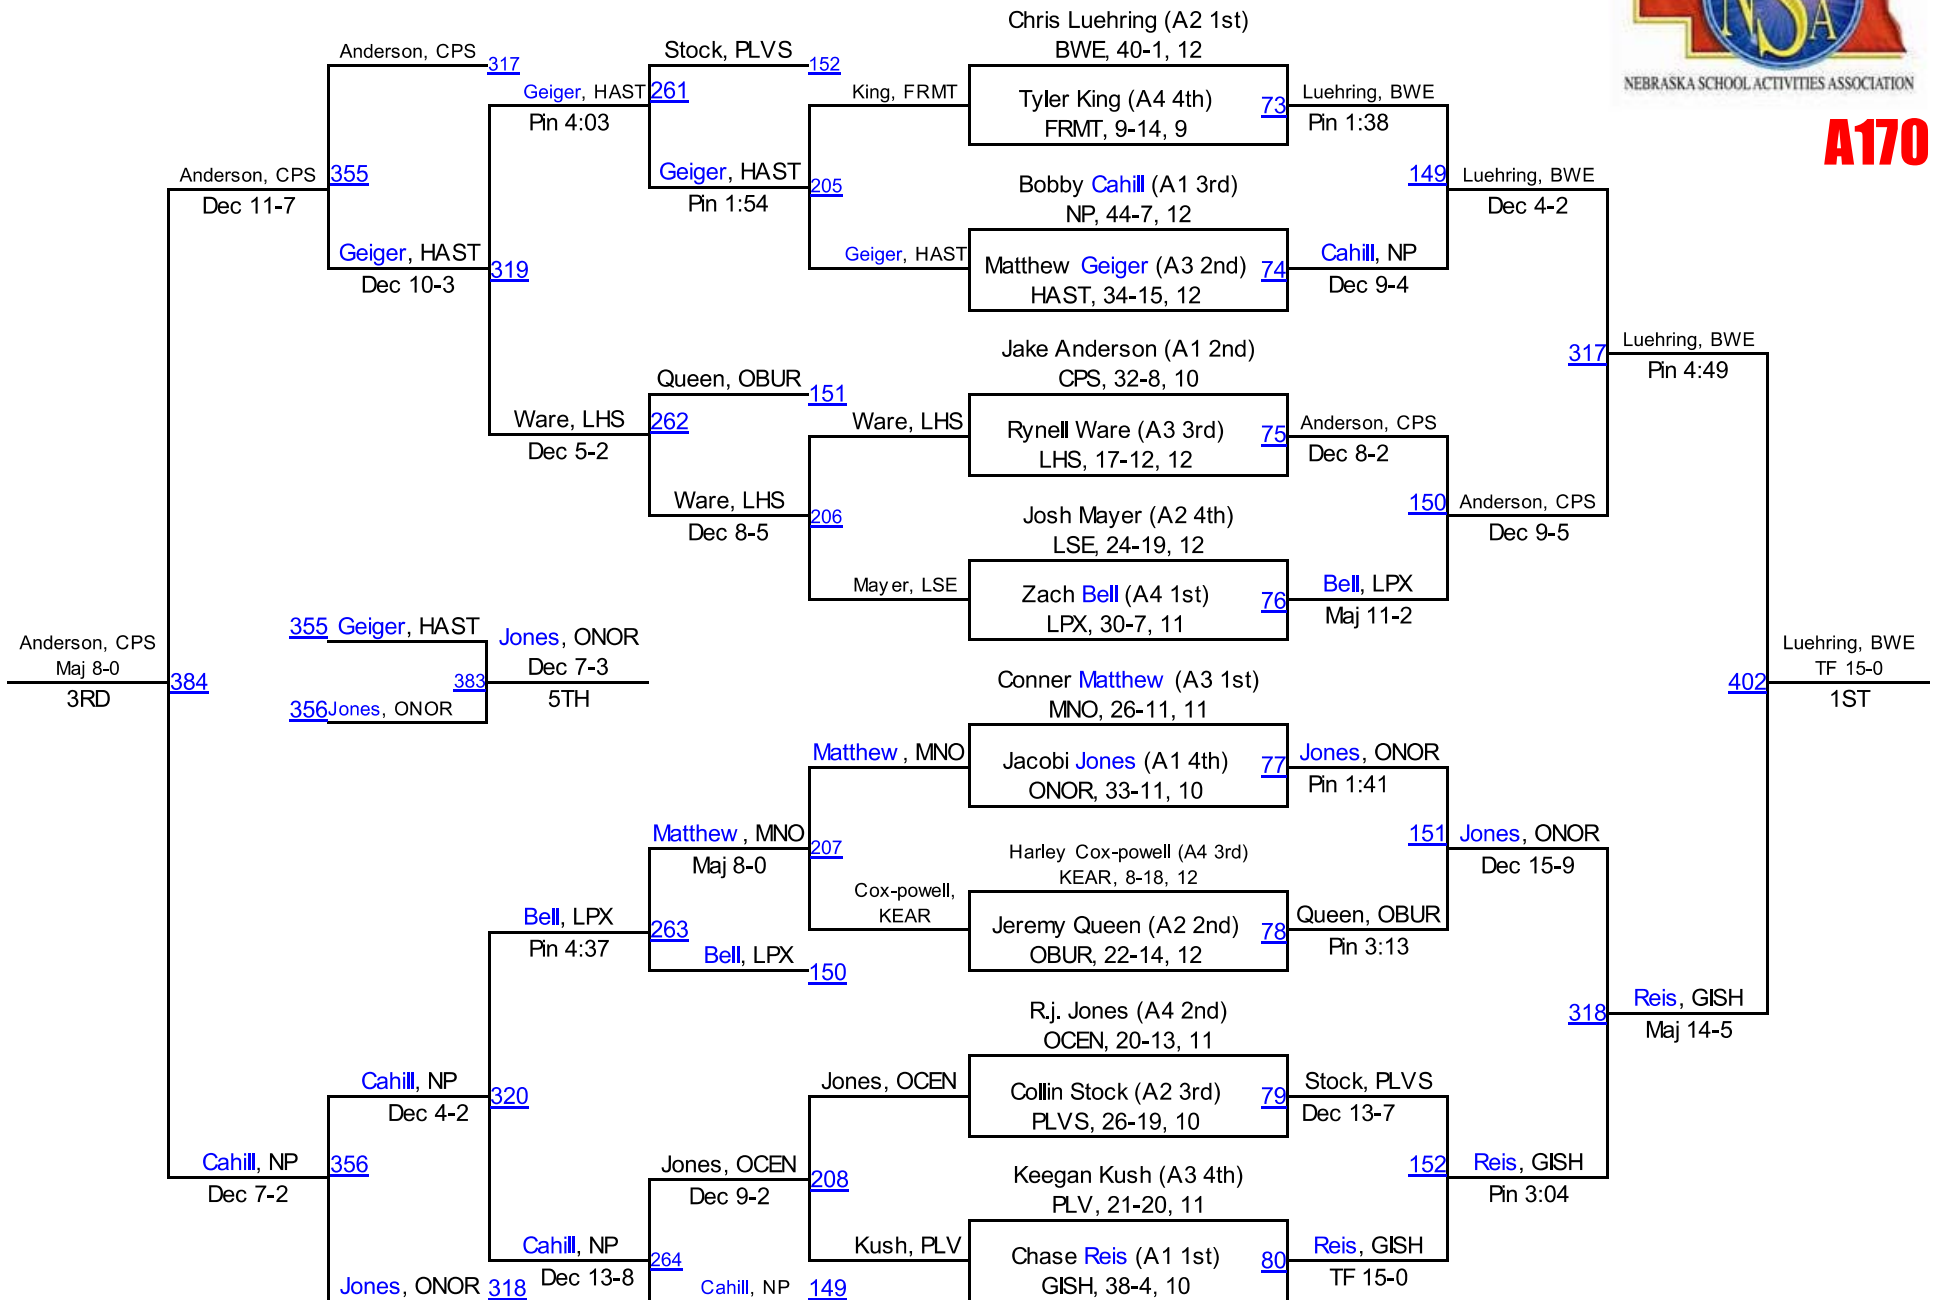 Chris Luehring (A2 1st)
BWE, 40-1, 12
NSA
NEBRASKA SCHOOL ACTIVITIES ASSOCIATION
A170
Anderson, CPS
317
Stock, PLVS
152
Geiger, HAST
261
Pin 4:03
King, FRMT
Tyler King (A4 4th)
FRMT, 9-14, 9
73
Luehring, BWE
Pin 1:38
Anderson, CPS
355
Dec 11-7
Geiger, HAST
205
Pin 1:54
Bobby Cahill (A1 3rd)
NP, 44-7, 12
149
Luehring, BWE
Dec 4-2
Geiger, HAST
319
Dec 10-3
Geiger, HAST
Matthew Geiger (A3 2nd)
HAST, 34-15, 12
74
Cahill, NP
Dec 9-4
Jake Anderson (A1 2nd)
CPS, 32-8, 10
317
Luehring, BWE
Pin 4:49
Queen, OBUR
151
Ware, LHS
262
Dec 5-2
Ware, LHS
Rynell Ware (A3 3rd)
LHS, 17-12, 12
75
Anderson, CPS
Dec 8-2
Ware, LHS
206
Dec 8-5
Josh Mayer (A2 4th)
LSE, 24-19, 12
150
Anderson, CPS
Dec 9-5
Mayer, LSE
Zach Bell (A4 1st)
LPX, 30-7, 11
76
Bell, LPX
Maj 11-2
Anderson, CPS
Maj 8-0
384
3RD
355 Geiger, HAST
Jones, ONOR
Dec 7-3
383
5TH
356 Jones, ONOR
Conner Matthew (A3 1st)
MNO, 26-11, 11
Luehring, BWE
TF 15-0
402
1ST
Matthew , MNO
Jacobi Jones (A1 4th)
ONOR, 33-11, 10
77
Jones, ONOR
Pin 1:41
Matthew , MNO
207
Maj 8-0
Harley Cox-powell (A4 3rd)
KEAR, 8-18, 12
151
Jones, ONOR
Dec 15-9
Cox-powell,
KEAR
Bell, LPX
263
Pin 4:37
Jeremy Queen (A2 2nd)
OBUR, 22-14, 12
78
Queen, OBUR
Pin 3:13
Bell, LPX
150
R.j. Jones (A4 2nd)
OCEN, 20-13, 11
318
Reis, GISH
Maj 14-5
Cahill, NP
320
Dec 4-2
Jones, OCEN
Collin Stock (A2 3rd)
PLVS, 26-19, 10
79
Stock, PLVS
Dec 13-7
Cahill, NP
356
Dec 7-2
Jones, OCEN
208
Dec 9-2
Keegan Kush (A3 4th)
PLV, 21-20, 11
152
Reis, GISH
Pin 3:04
Cahill, NP
264
Dec 13-8
Kush, PLV
Chase Reis (A1 1st)
GISH, 38-4, 10
80
Reis, GISH
TF 15-0
Jones, ONOR
318
Cahill, NP
149